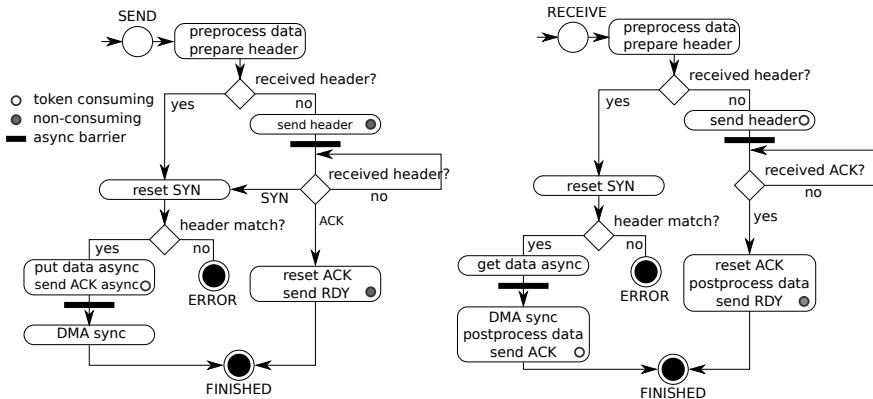 SEND
preprocess data
prepare header
received header?
yes
no
token consuming
non-consuming
async barrier
send header
received header?
reset SYN
SYN
no
ACK
header match?
yes
no
put data async
send ACK async
ERROR
reset ACK
send RDY
DMA sync
FINISHED
RECEIVE
preprocess data
prepare header
received header?
yes
no
send header
received ACK?
reset SYN
no
yes
header match?
yes
no
get data async
ERROR
reset ACK
postprocess data
send RDY
DMA sync
postprocess data
send ACK
FINISHED